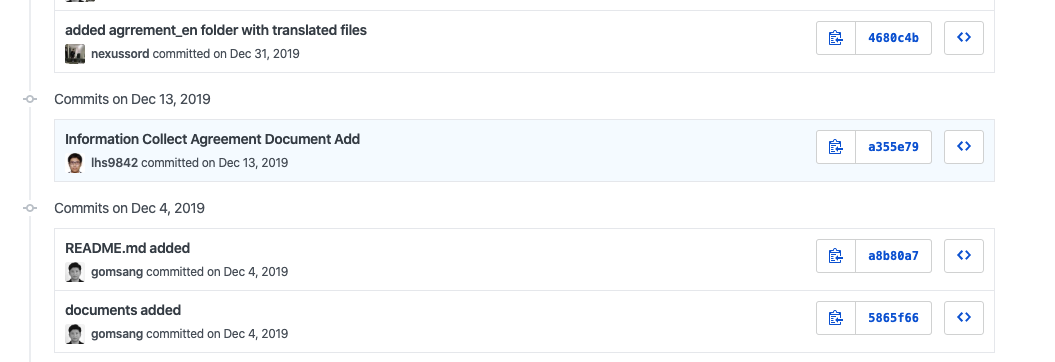 added agrrement_en folder with translated files
nexussord committed on Dec 31, 2019
4680c4b
Commits on Dec 13, 2019
Information Collect Agreement Document Add
lhs9842 committed on Dec 13, 2019
a355e79
Commits on Dec 4, 2019
README.md added
gomsang committed on Dec 4, 2019
a8b80a7
documents added
gomsang committed on Dec 4, 2019
5865f66